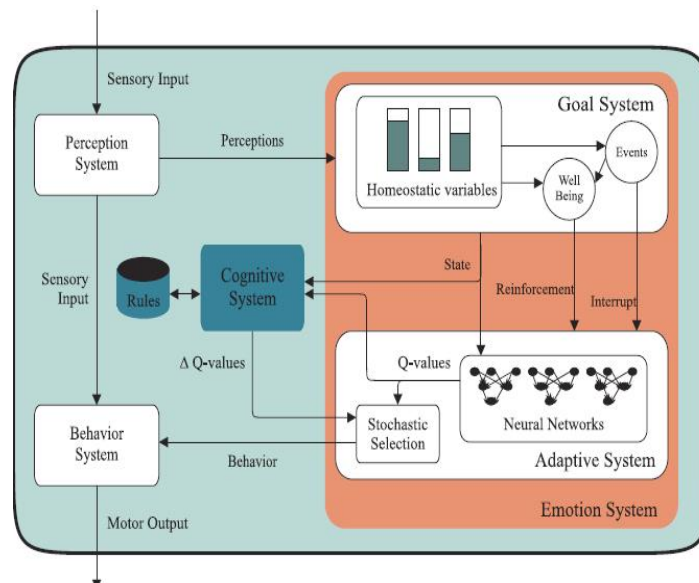 Sensory Input
Goal System
Perception
System
Perceptions
Events
Well
Being
Homeostatic variables
State
Sensory
Input
Cognitive
System
Rules
Reinforcement
Interrupt
Δ Q-values
Q-values
Stochastic
Selection
Neural Networks
Behavior
System
Behavior
Adaptive System
Motor Output
Emotion System